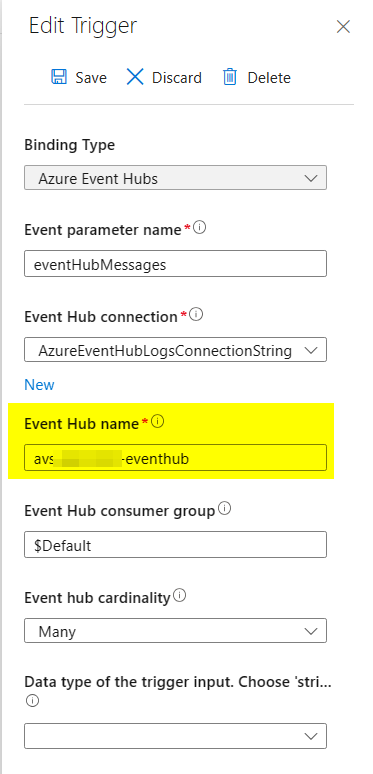 Edit Trigger
Save Discard Delete
Binding Type
Azure Event Hubs
Event parameter name*
eventHubMessages
Event Hub connection*
AzureEventHubLogsConnectionString
New
Event Hub name*
avs -eventhub
Event Hub consumer group
$Default
Event hub cardinality
Many
Data type of the trigger input. Choose 'stri...